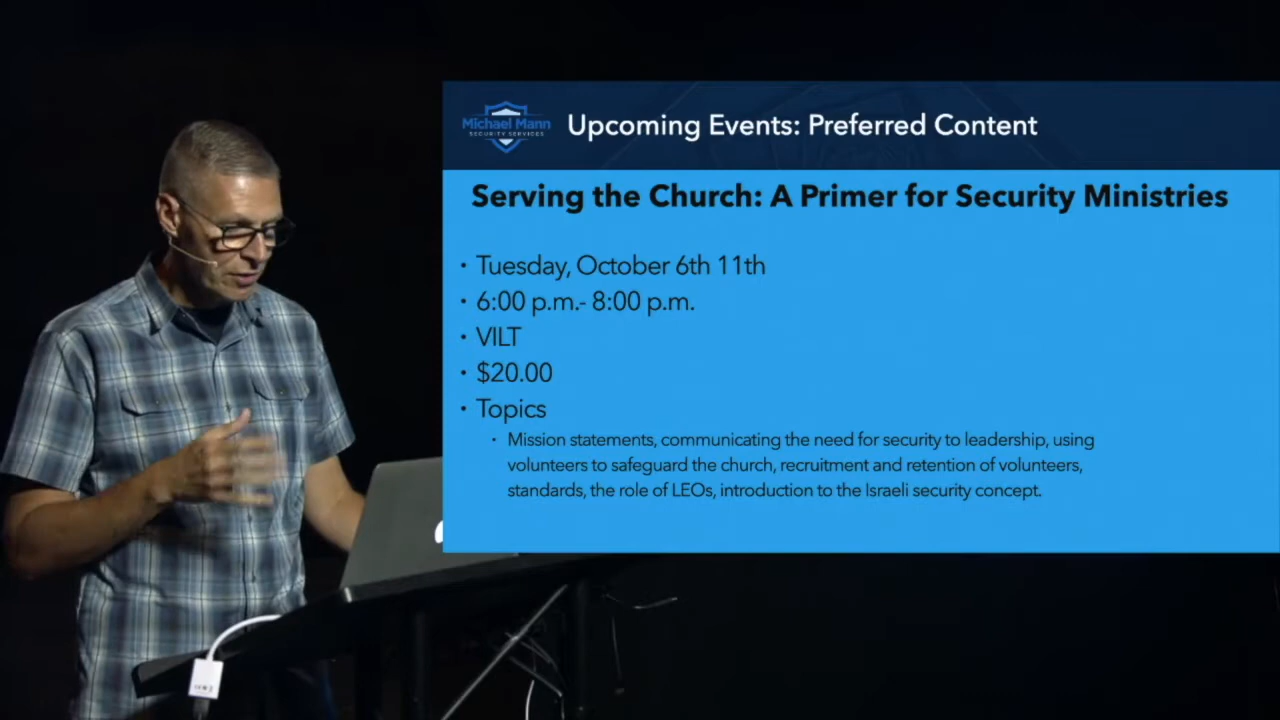 Michael Mann
SECURITY SERVICES
Upcoming Events: Preferred Content
Serving the Church: A Primer for Security Ministries
• Tuesday, October 6th 11th
• 6:00 p.m.- 8:00 p.m.
• VILT
• $20.00
• Topics
• Mission statements, communicating the need for security to leadership, using
volunteers to safeguard the church, recruitment and retention of volunteers,
standards, the role of LEOs, introduction to the Israeli security concept.